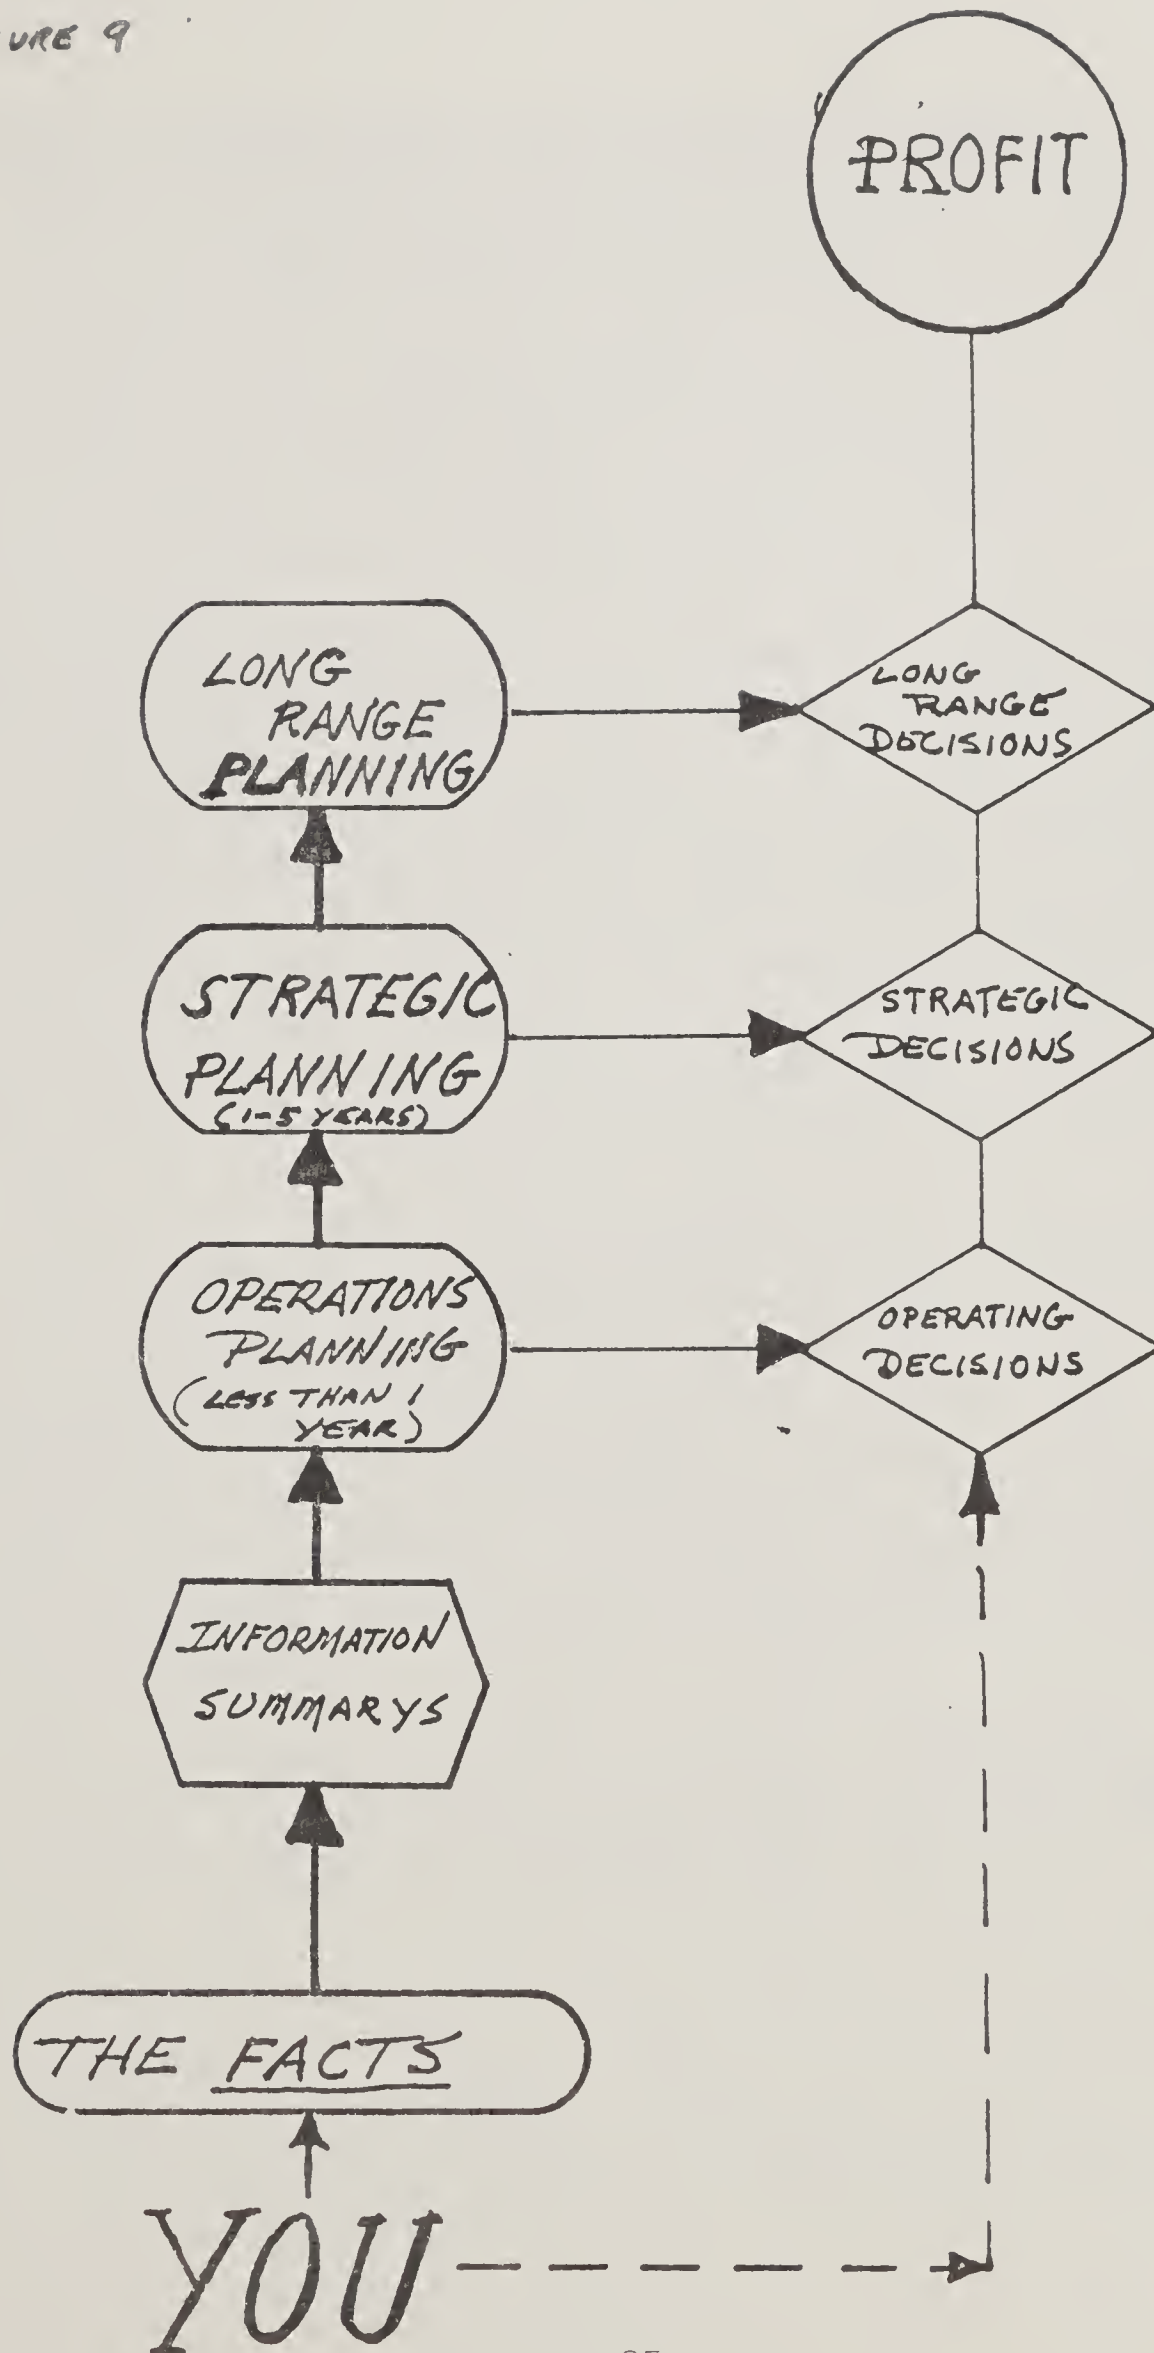 URE 9
PROFIT
LONG
RANGE
PLANNING
LONG
RANGE
DECISIONS
STRATEGIC
PLANNING
(1-5 YEARS)
STRATEGIC
DECISIONS
OPERATIONS
PLANNING
(LESS THAN 1
YEAR)
OPERATING
DECISIONS
INFORMATION
SUMMARYS
THE FACTS
YOU